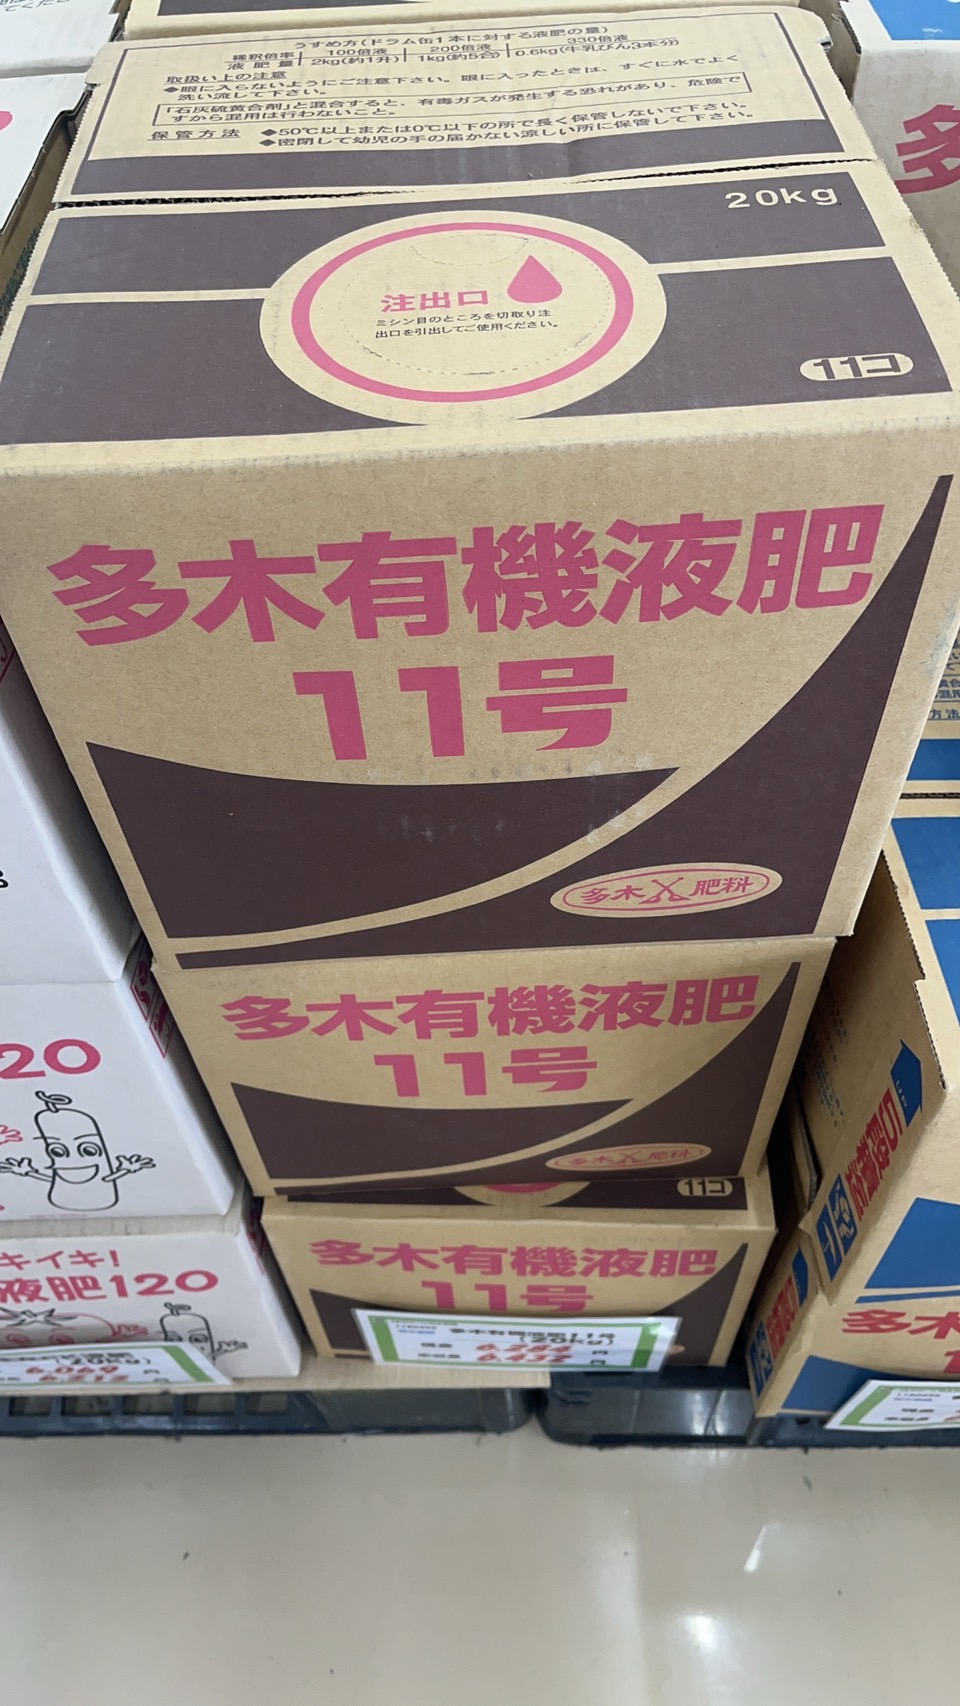 うすめ方(ドラム缶1本に対する液肥の量)
稀釈倍率 100倍液 200倍液 330倍液
液肥量 2kg(約1升) 1kg(約5合) 0.6kg(牛乳びん3本分)
取扱い上の注意
◆眼に入らないようにご注意下さい。眼に入ったときは、すぐに水でよく
洗い流して下さい。
「石灰硫黄合剤」と混合すると、有毒ガスが発生する恐れがあり、危険で
すから混用は行わないこと。
保管方法 ◆50℃以上または0℃以下の所で長く保管しないで下さい。
◆密閉して幼児の手の届かない涼しい所に保管して下さい。
20kg
注出口
ミシン目のところを切取り注
出口を引出してご使用ください。
11コ
多木有機液肥
11号
多木 肥料
多木有機液肥
11号
多木 肥料
11コ
多木有機液肥
11号
多木有機液肥11号
(20kg)
6,284 円
円
20
キイキ!
液肥120
(20kg)
6,069 円
多
多木